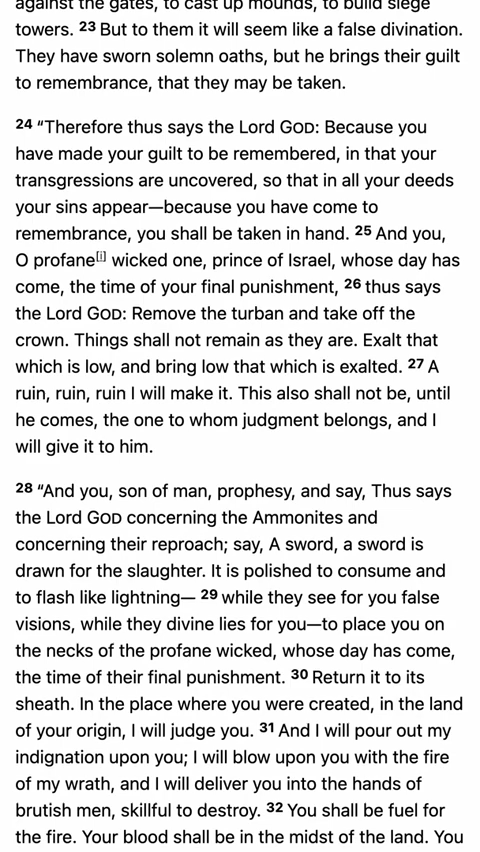 against the gates, to cast up mounds, to build siege
towers. 23 But to them it will seem like a false divination.
They have sworn solemn oaths, but he brings their guilt
to remembrance, that they may be taken.
24 “Therefore thus says the Lord GOD: Because you
have made your guilt to be remembered, in that your
transgressions are uncovered, so that in all your deeds
your sins appear—because you have come to
remembrance, you shall be taken in hand. 25 And you,
O profane[i] wicked one, prince of Israel, whose day has
come, the time of your final punishment, 26 thus says
the Lord GOD: Remove the turban and take off the
crown. Things shall not remain as they are. Exalt that
which is low, and bring low that which is exalted. 27 A
ruin, ruin, ruin I will make it. This also shall not be, until
he comes, the one to whom judgment belongs, and I
will give it to him.
28 “And you, son of man, prophesy, and say, Thus says
the Lord GOD concerning the Ammonites and
concerning their reproach; say, A sword, a sword is
drawn for the slaughter. It is polished to consume and
to flash like lightning— 29 while they see for you false
visions, while they divine lies for you—to place you on
the necks of the profane wicked, whose day has come,
the time of their final punishment. 30 Return it to its
sheath. In the place where you were created, in the land
of your origin, I will judge you. 31 And I will pour out my
indignation upon you; I will blow upon you with the fire
of my wrath, and I will deliver you into the hands of
brutish men, skillful to destroy. 32 You shall be fuel for
the fire. Your blood shall be in the midst of the land. You